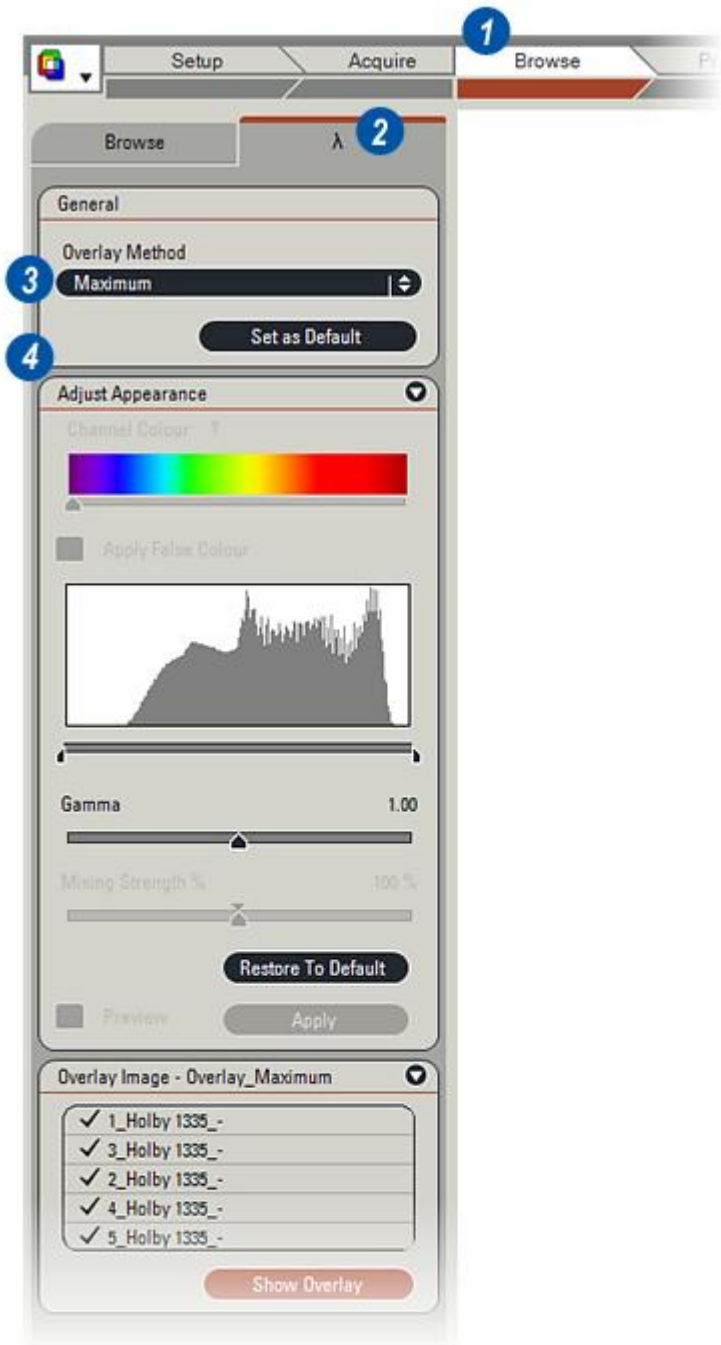 1
Setup Acquire Browse
2
Browse λ
General
Overlay Method
3
Maximum
Set as Default
4
Adjust Appearance
Channel Colour
Apply False Colour
Gamma 1.00
Mixing Strength % 100 %
Restore To Default
Preview Apply
Overlay Image - Overlay_Maximum
✓ 1_Holby 1335_-
✓ 3_Holby 1335_-
✓ 2_Holby 1335_-
✓ 4_Holby 1335_-
✓ 5_Holby 1335_-
Show Overlay